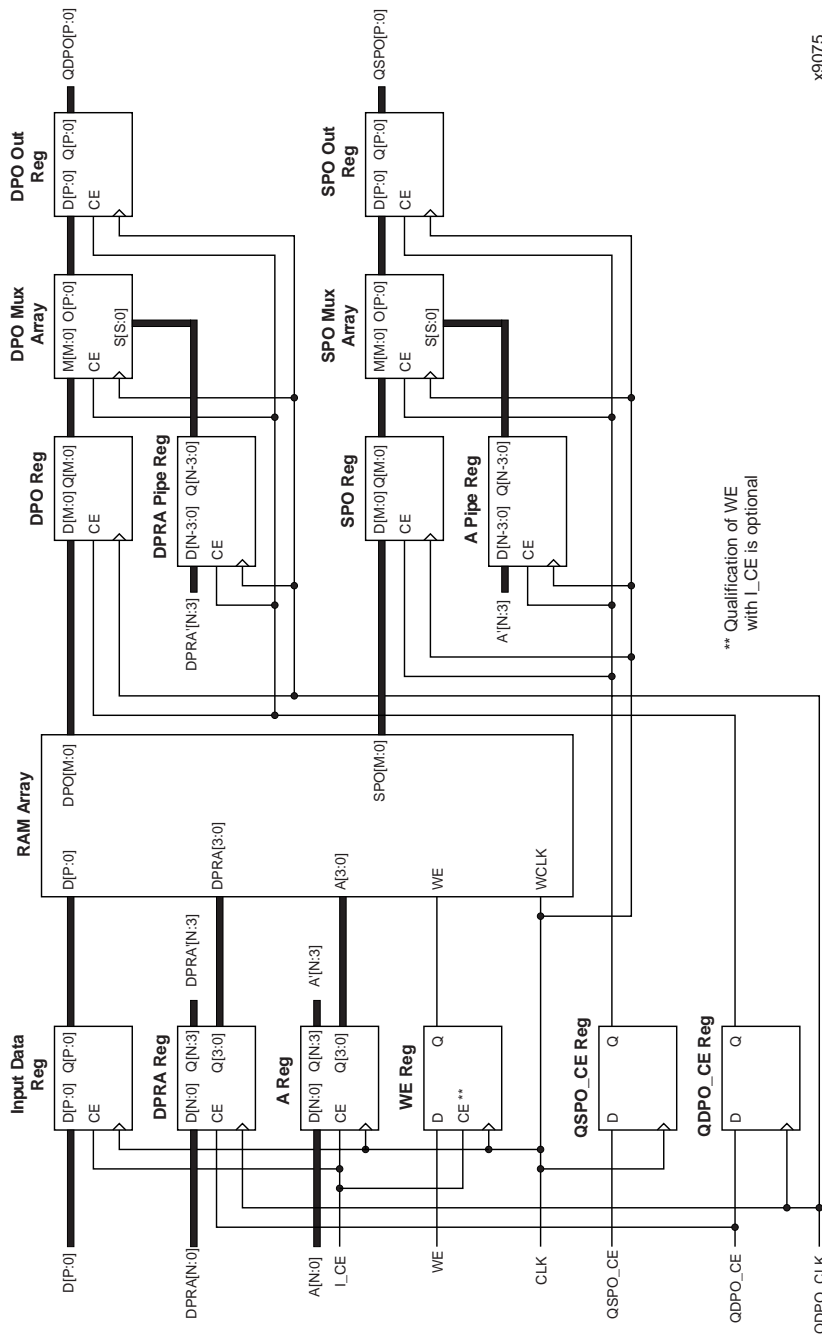 Input Data
Reg
D[P:0]
D[P:0] Q[P:0]
CE
DPRA Reg
DPRA[N:0]
D[N:0] Q[N:3]
DPRA'[N:3]
Q[3:0]
CE
A Reg
A[N:0]
D[N:0] Q[N:3]
A'[N:3]
Q[3:0]
I_CE
CE
WE Reg
WE
D
Q
CE **
CLK
QSPO_CE Reg
QSPO_CE
D
Q
QDPO_CE Reg
QDPO_CE
D
Q
QDPO_CLK
RAM Array
D[P:0]
DPO[M:0]
DPRA[3:0]
A[3:0]
SPO[M:0]
WE
WCLK
DPO Reg
D[M:0] Q[M:0]
CE
DPRA Pipe Reg
DPRA'[N:3]
D[N-3:0] Q[N-3:0]
CE
DPO Mux
Array
M[M:0] O[P:0]
CE
S[S:0]
DPO Out
Reg
D[P:0] Q[P:0]
CE
QDPO[P:0]
SPO Reg
D[M:0] Q[M:0]
CE
A Pipe Reg
A'[N:3]
D[N-3:0] Q[N-3:0]
CE
SPO Mux
Array
M[M:0] O[P:0]
CE
S[S:0]
SPO Out
Reg
D[P:0] Q[P:0]
CE
QSPO[P:0]
** Qualification of WE
with I_CE is optional
x9075